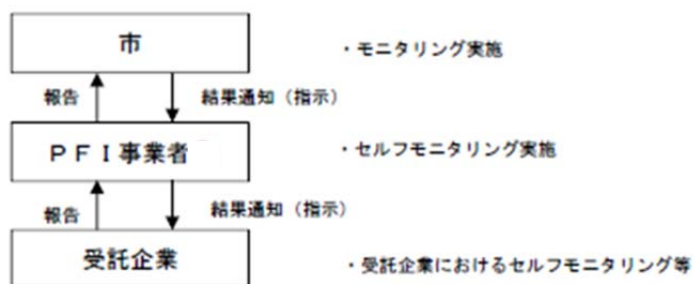 市
・モニタリング実施
報告
結果通知（指示）
ＰＦＩ事業者
・セルフモニタリング実施
報告
結果通知（指示）
受託企業
・受託企業におけるセルフモニタリング等